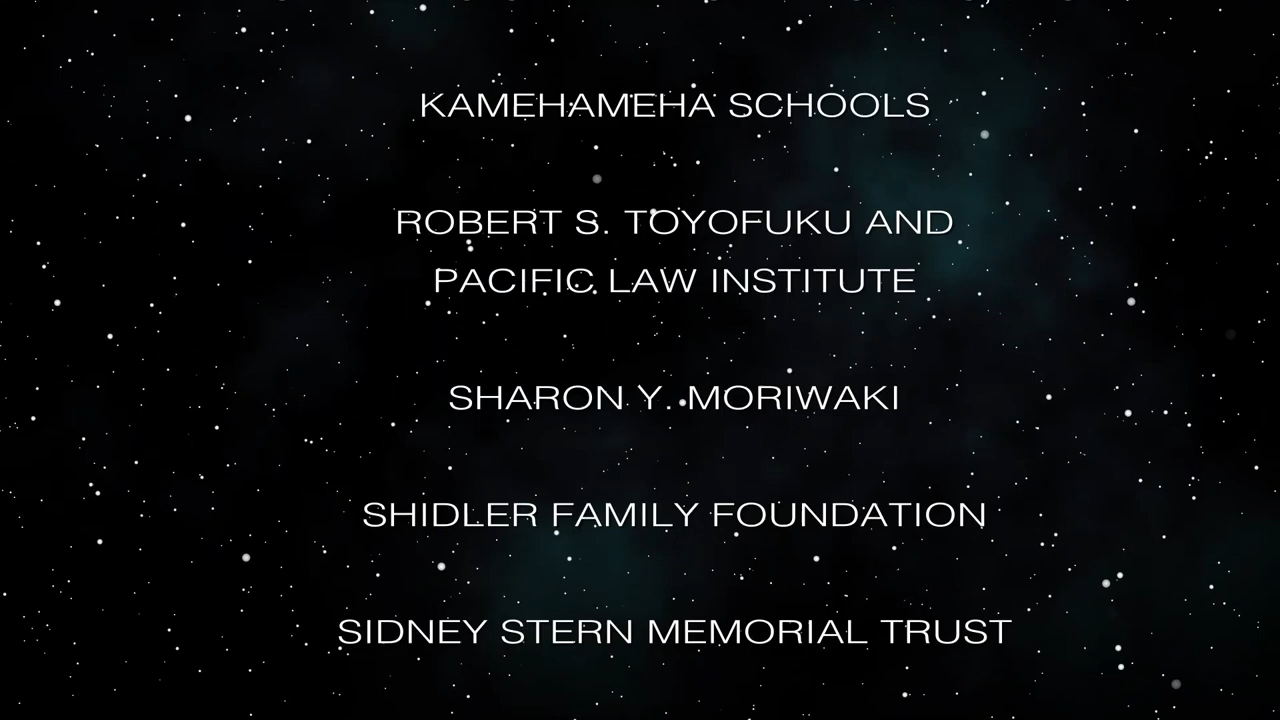 KAMEHAMEHA SCHOOLS
ROBERT S. TOYOFUKU AND
PACIFIC LAW INSTITUTE
SHARON Y. MORIWAKI
SHIDLER FAMILY FOUNDATION
SIDNEY STERN MEMORIAL TRUST